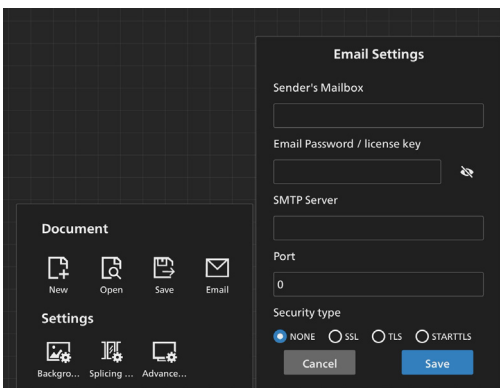 Email Settings
Sender's Mailbox
Email Password / license key
SMTP Server
Port
0
Security type
NONE SSL TLS STARTTLS
Cancel Save
Document
New Open Save Email
Settings
Backgro... Splicing ... Advance...